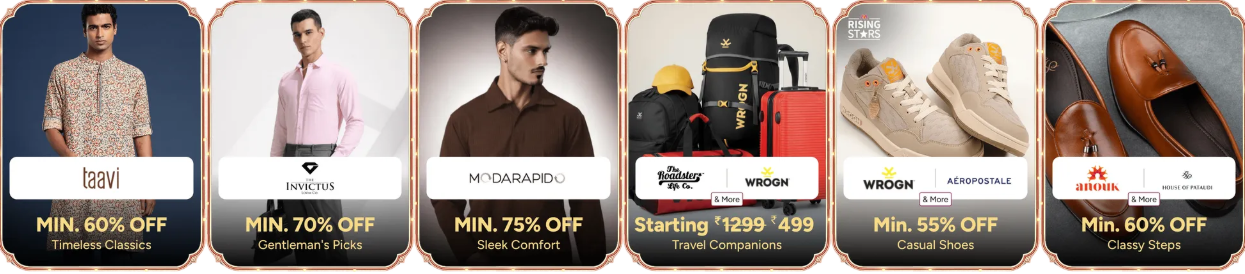 taavi
MIN. 60% OFF
Timeless Classics
THE
INVICTUS
MIN. 70% OFF
Gentleman's Picks
MODARAPIDO
MIN. 75% OFF
Sleek Comfort
WROGN
The
Roadster
Life Co.
WROGN
& More
Starting ₹1299 ₹499
Travel Companions
RISING
STARS
WROGN
AÉROPOSTALE
& More
Min. 55% OFF
Casual Shoes
anouk
HOUSE OF PATAUDI
& More
Min. 60% OFF
Classy Steps